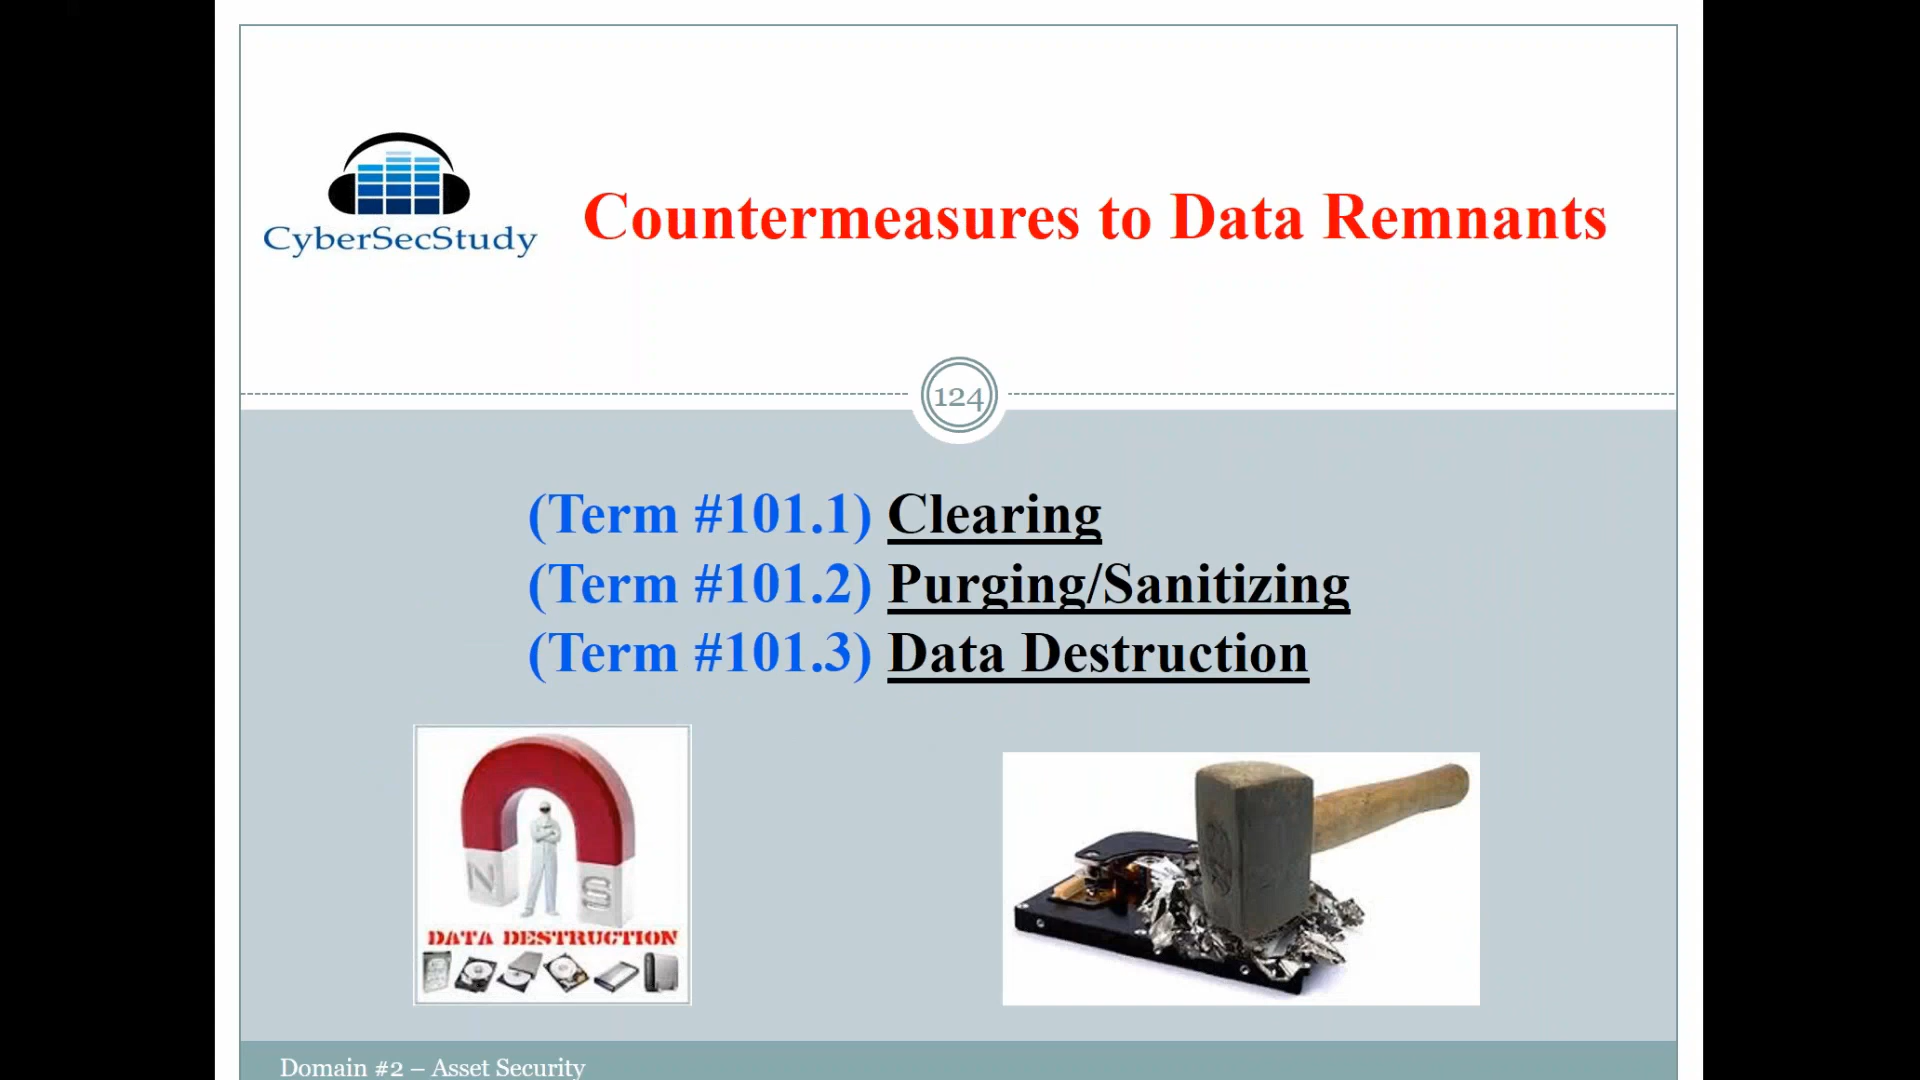 CyberSecStudy
Countermeasures to Data Remnants
124
(Term #101.1) Clearing
(Term #101.2) Purging/Sanitizing
(Term #101.3) Data Destruction
N S
DATA DESTRUCTION
Domain #2 – Asset Security